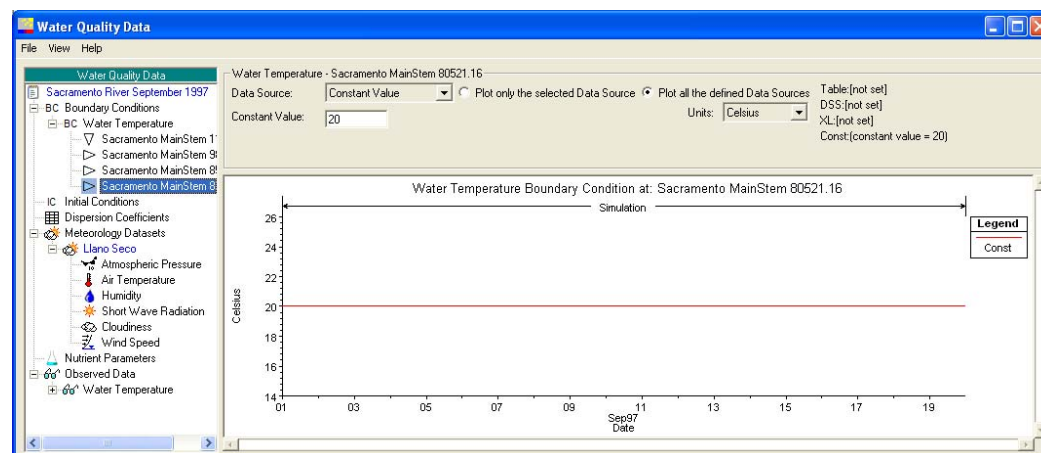 Water Quality Data
File View Help
Water Quality Data
Sacramento River September 1997
BC Boundary Conditions
BC Water Temperature
Sacramento MainStem 1
Sacramento MainStem 9
Sacramento MainStem 8
Sacramento MainStem 8
IC Initial Conditions
Dispersion Coefficients
Meteorology Datasets
Llano Seco
Atmospheric Pressure
Air Temperature
Humidity
Short Wave Radiation
Cloudiness
Wind Speed
Nutrient Parameters
Observed Data
Water Temperature
Water Temperature - Sacramento MainStem 80521.16
Data Source: Constant Value Plot only the selected Data Source Plot all the defined Data Sources
Constant Value: 20 Units: Celsius
Table:[not set]
DSS:[not set]
XL:[not set]
Const:(constant value = 20)
Water Temperature Boundary Condition at: Sacramento MainStem 80521.16
Simulation
26
24
22
20
18
16
14
Celsius
01 03 05 07 09 11 13 15 17 19
Sep97
Date
Legend
Const